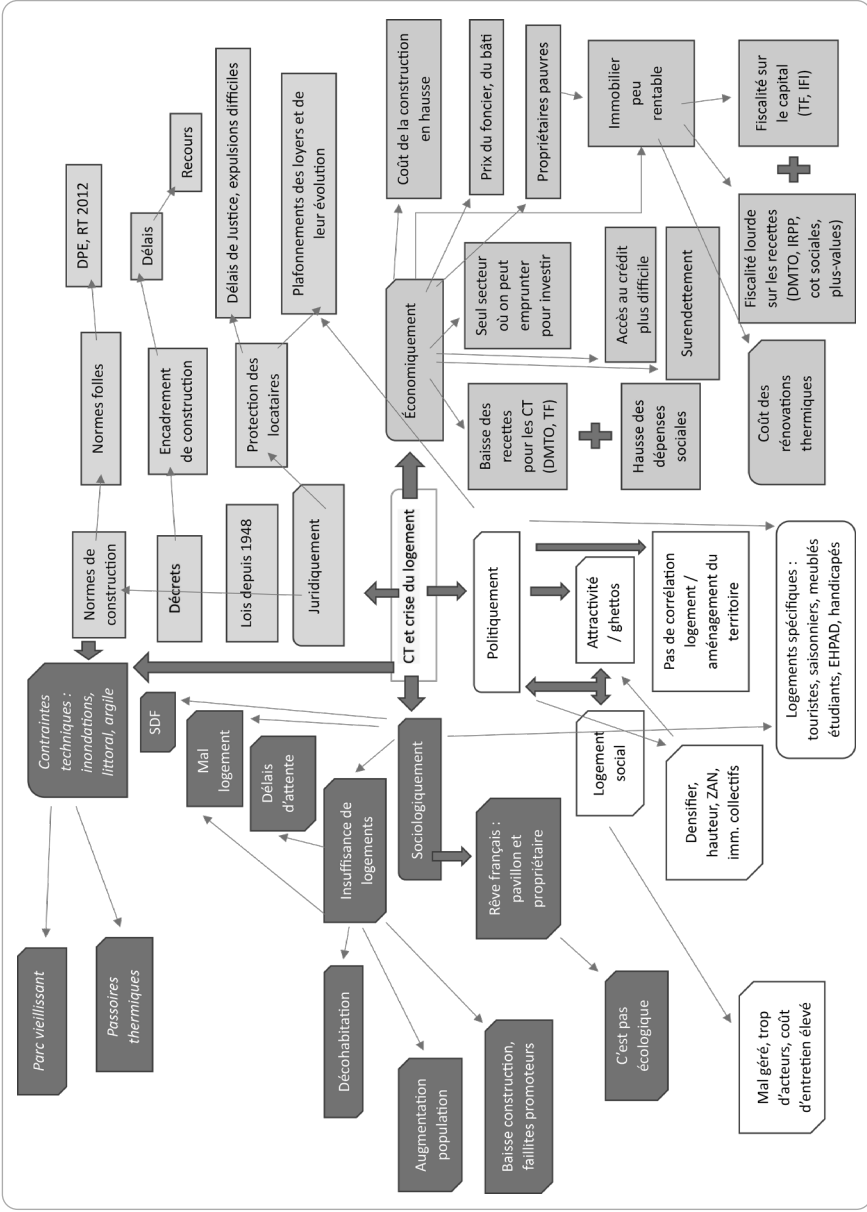 Parc vieillissant
Passoires
thermiques
Contraintes
techniques :
inondations,
littoral, argile
Normes de
construction
Normes folles
DPE, RT 2012
SDF
Décrets
Encadrement
de construction
Délais
Recours
Mal
logement
Délais
d'attente
Lois depuis 1948
Juridiquement
Protection des
locataires
Délais de Justice, expulsions difficiles
Plafonnements des loyers et de
leur évolution
Décohabitation
Augmentation
population
Baisse construction,
faillites promoteurs
Insuffisance de
logements
Sociologiquement
CT et crise du logement
Économiquement
Coût de la construction
en hausse
Prix du foncier, du bâti
Propriétaires pauvres
Rêve français :
pavillon et
propriétaire
C'est pas
écologique
Politiquement
Logement
social
Attractivité
/ ghettos
Pas de corrélation
logement /
aménagement du
territoire
Densifier,
hauteur, ZAN,
imm. collectifs
Mal géré, trop
d'acteurs, coût
d'entretien élevé
Logements spécifiques :
touristes, saisonniers, meublés
étudiants, EHPAD, handicapés
Baisse des
recettes
pour les CT
(DMTO, TF)
Hausse des
dépenses
sociales
Seul secteur
où on peut
emprunter
pour investir
Accès au crédit
plus difficile
Surendettement
Immobilier
peu
rentable
Coût des
rénovations
thermiques
Fiscalité lourde
sur les recettes
(DMTO, IRPP,
cot sociales,
plus-values)
Fiscalité sur
le capital
(TF, IFI)